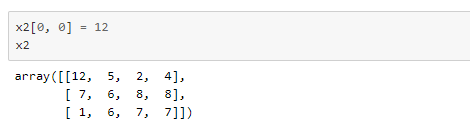 x2[0, 0] = 12
x2
array([[12,  5,  2,  4],
       [ 7,  6,  8,  8],
       [ 1,  6,  7,  7]])